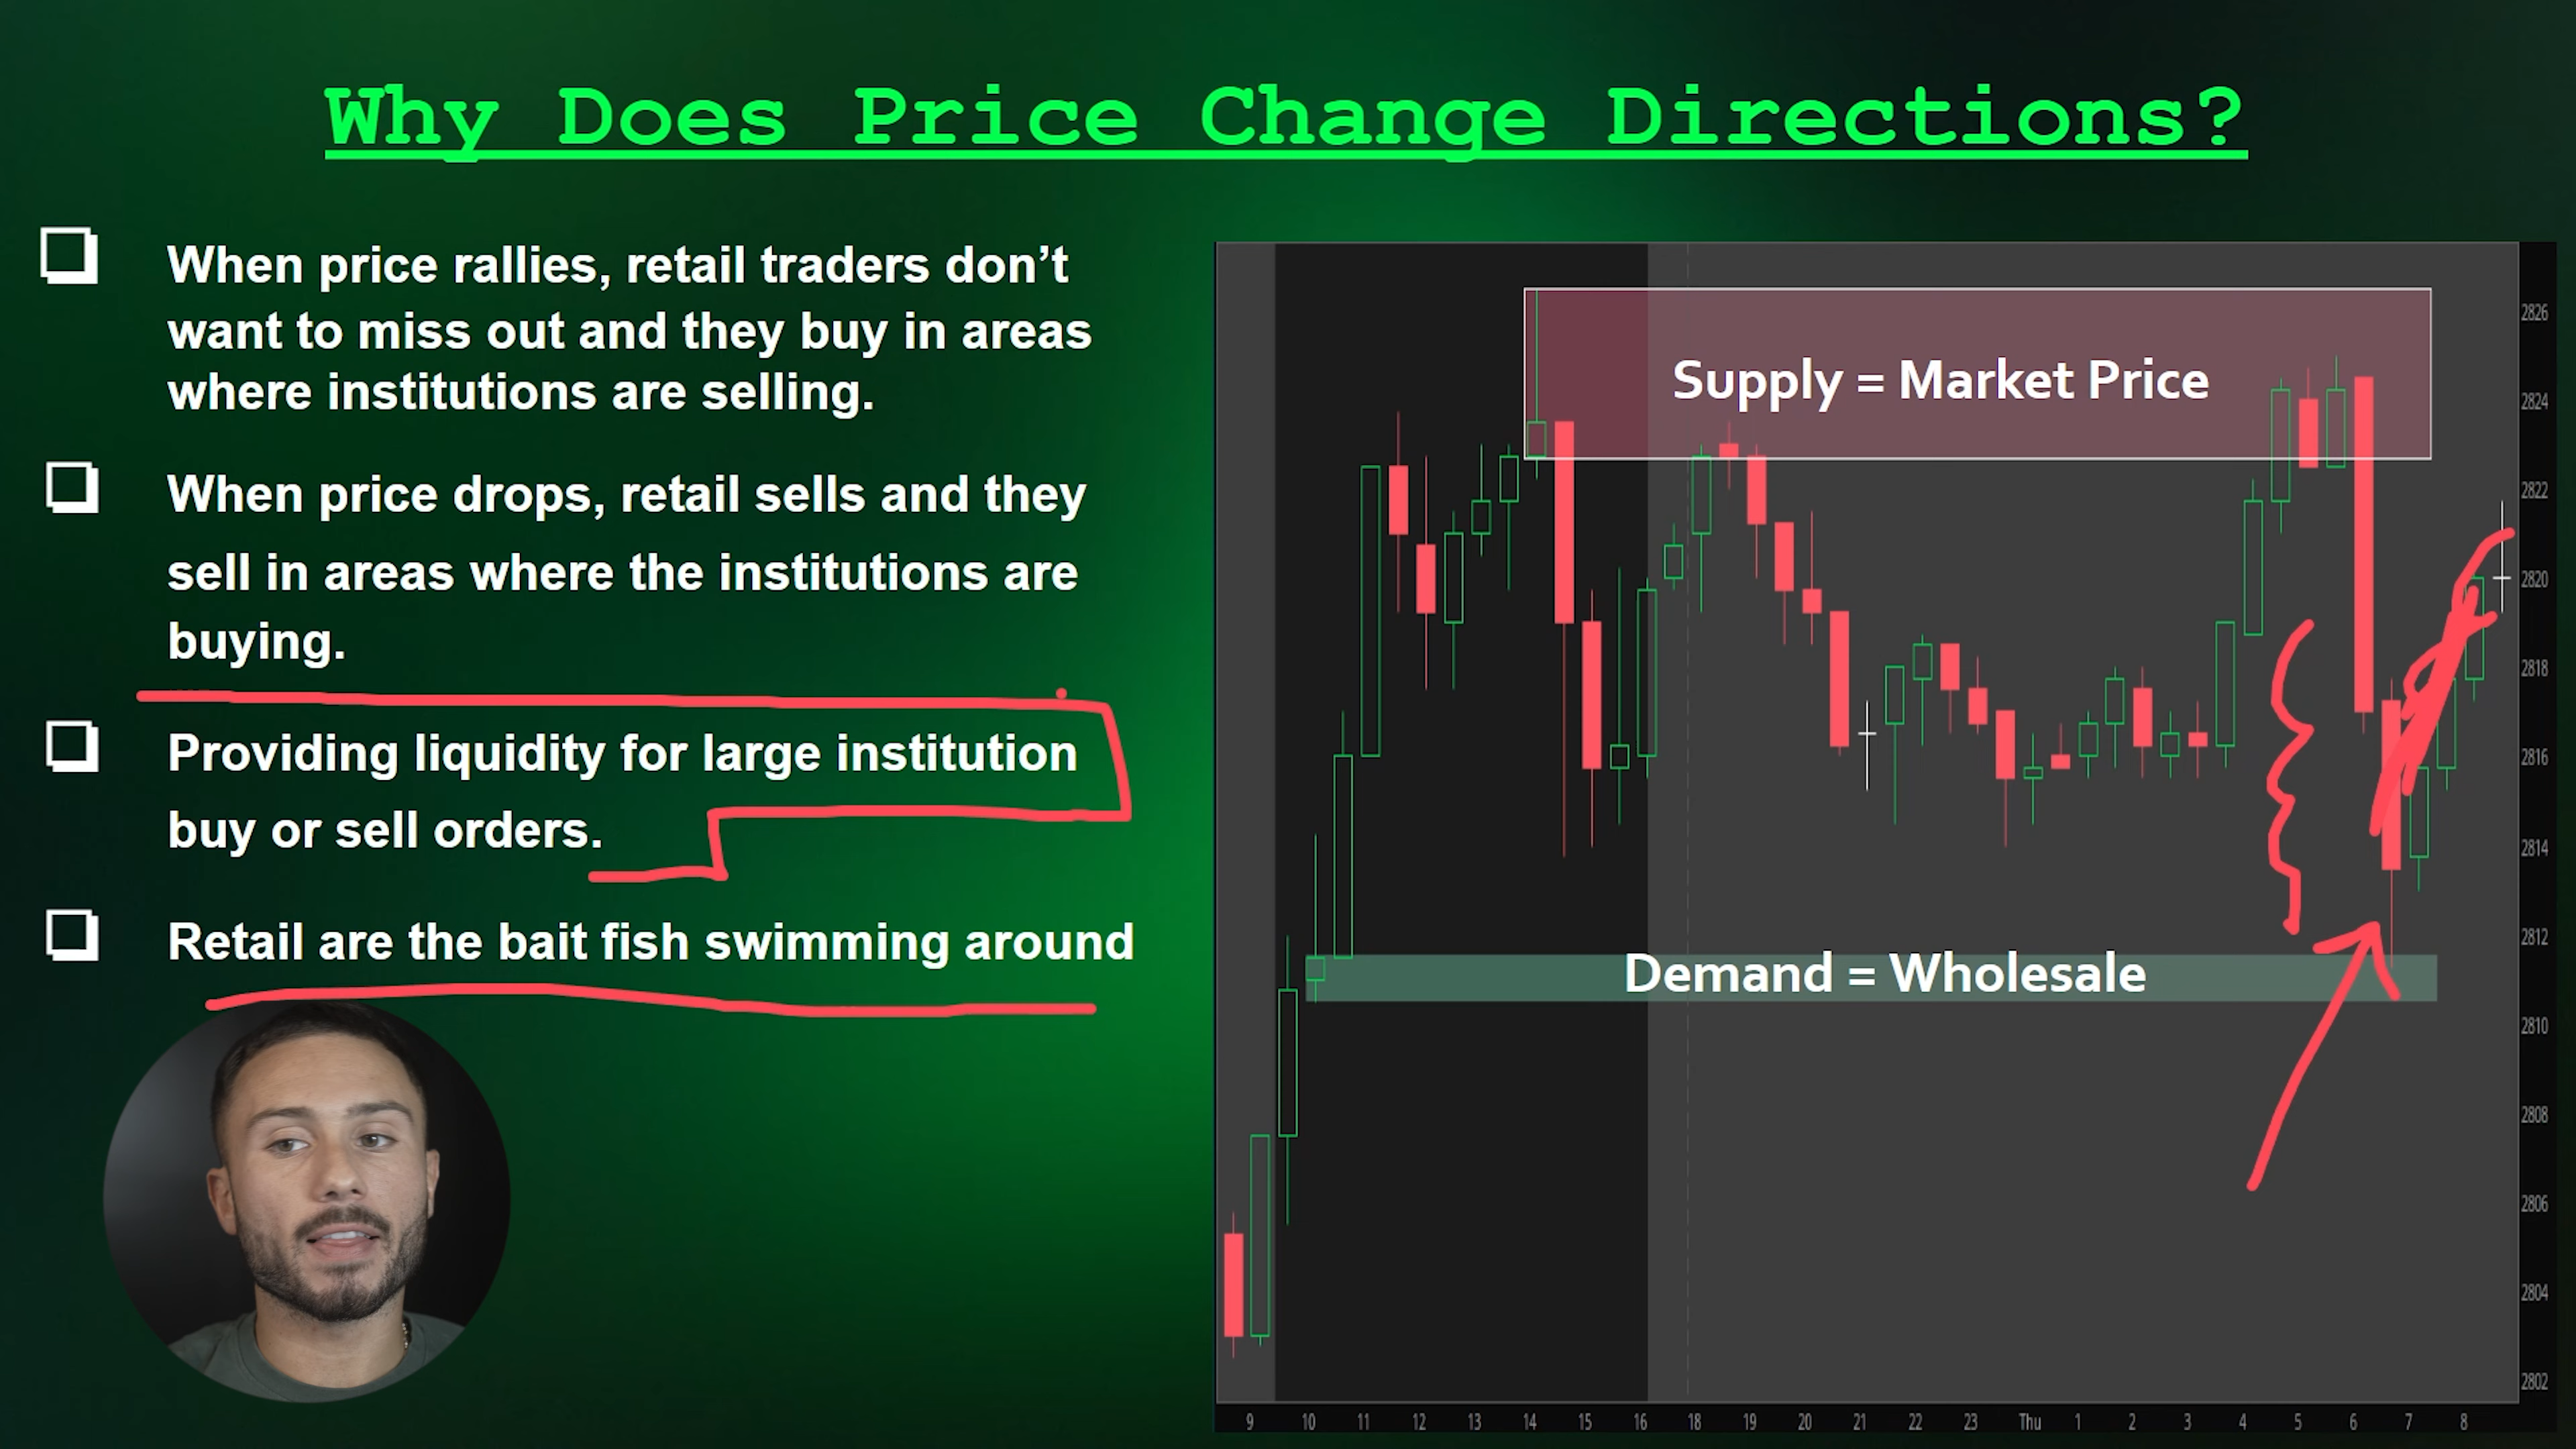 Why Does Price Change Directions?
When price rallies, retail traders don’t
want to miss out and they buy in areas
where institutions are selling.
When price drops, retail sells and they
sell in areas where the institutions are
buying.
Providing liquidity for large institution
buy or sell orders.
Retail are the bait fish swimming around
Supply = Market Price
Demand = Wholesale
2826
2824
2822
2820
2818
2816
2814
2812
2810
2808
2806
2804
2802
9 10 11 12 13 14 15 16 18 19 20 21 22 23 Thu 1 2 3 4 5 6 7 8